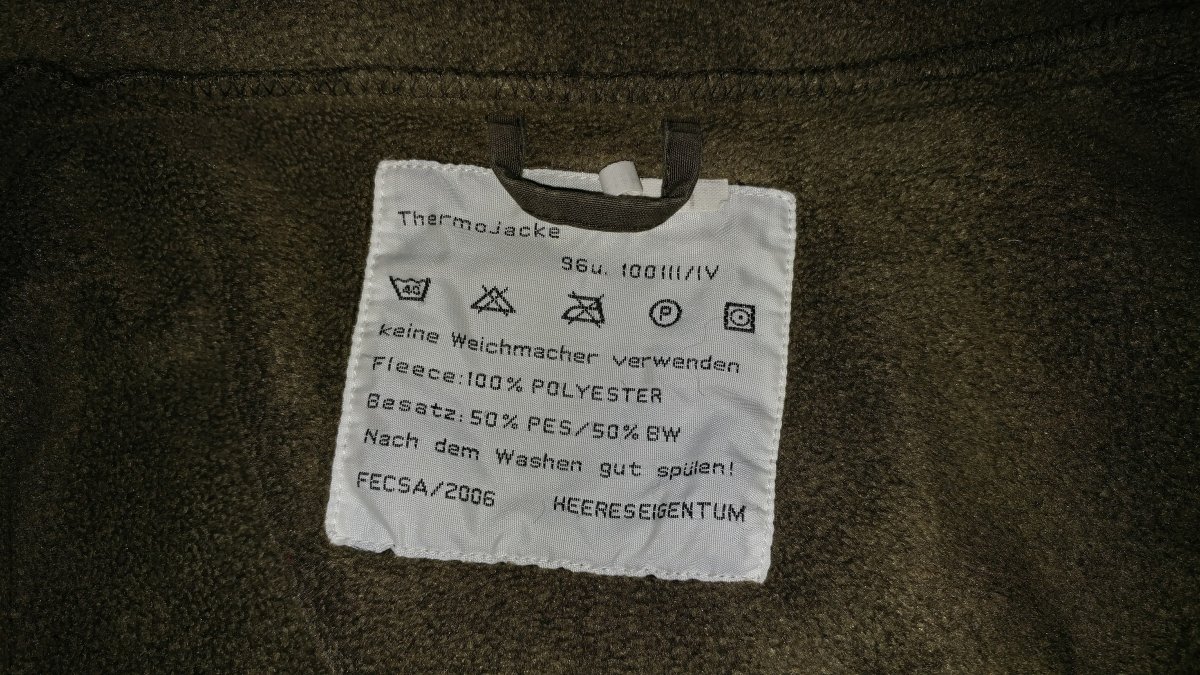 Thermojacke
96u. 100III/IV
40 P
keine Weichmacher verwenden
Fleece:100% POLYESTER
Besatz:50% PES/50% BW
Nach dem Washen gut spülen!
FECSA/2006 HEERESEIGENTUM